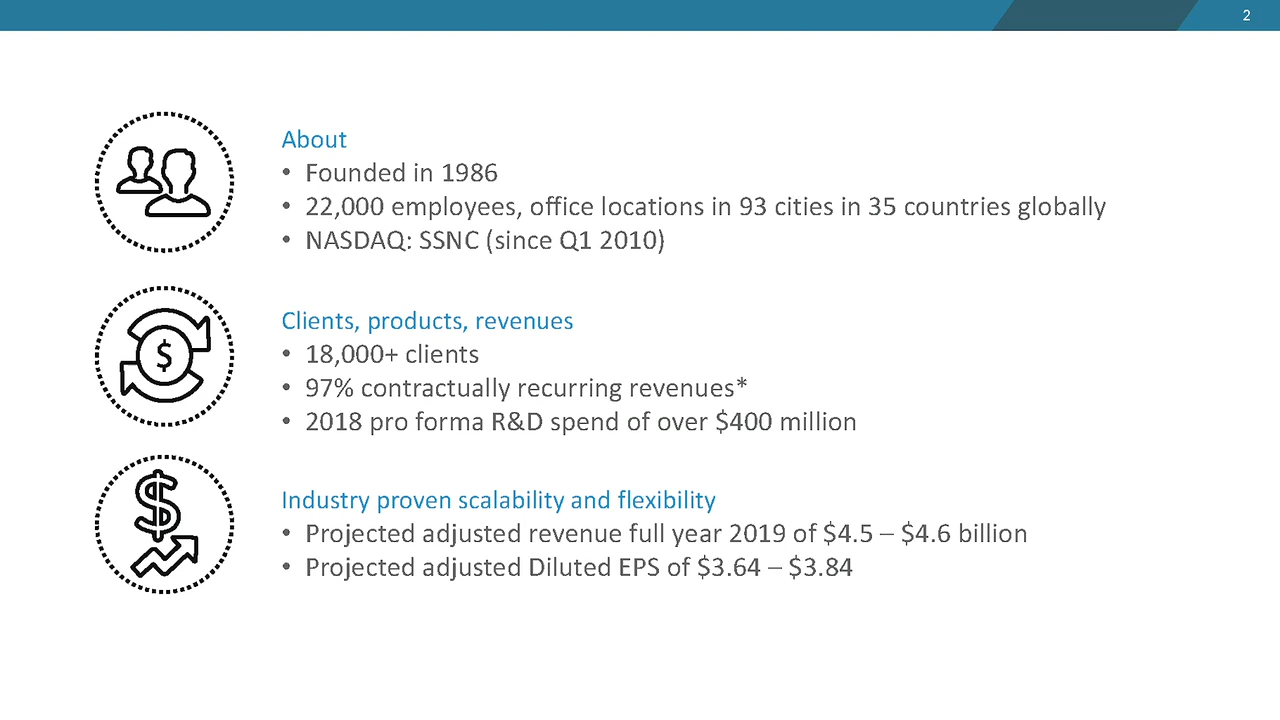 2
About
• Founded in 1986
• 22,000 employees, office locations in 93 cities in 35 countries globally
• NASDAQ: SSNC (since Q1 2010)
Clients, products, revenues
• 18,000+ clients
• 97% contractually recurring revenues*
• 2018 pro forma R&D spend of over $400 million
$
Industry proven scalability and flexibility
• Projected adjusted revenue full year 2019 of $4.5 – $4.6 billion
• Projected adjusted Diluted EPS of $3.64 – $3.84
$